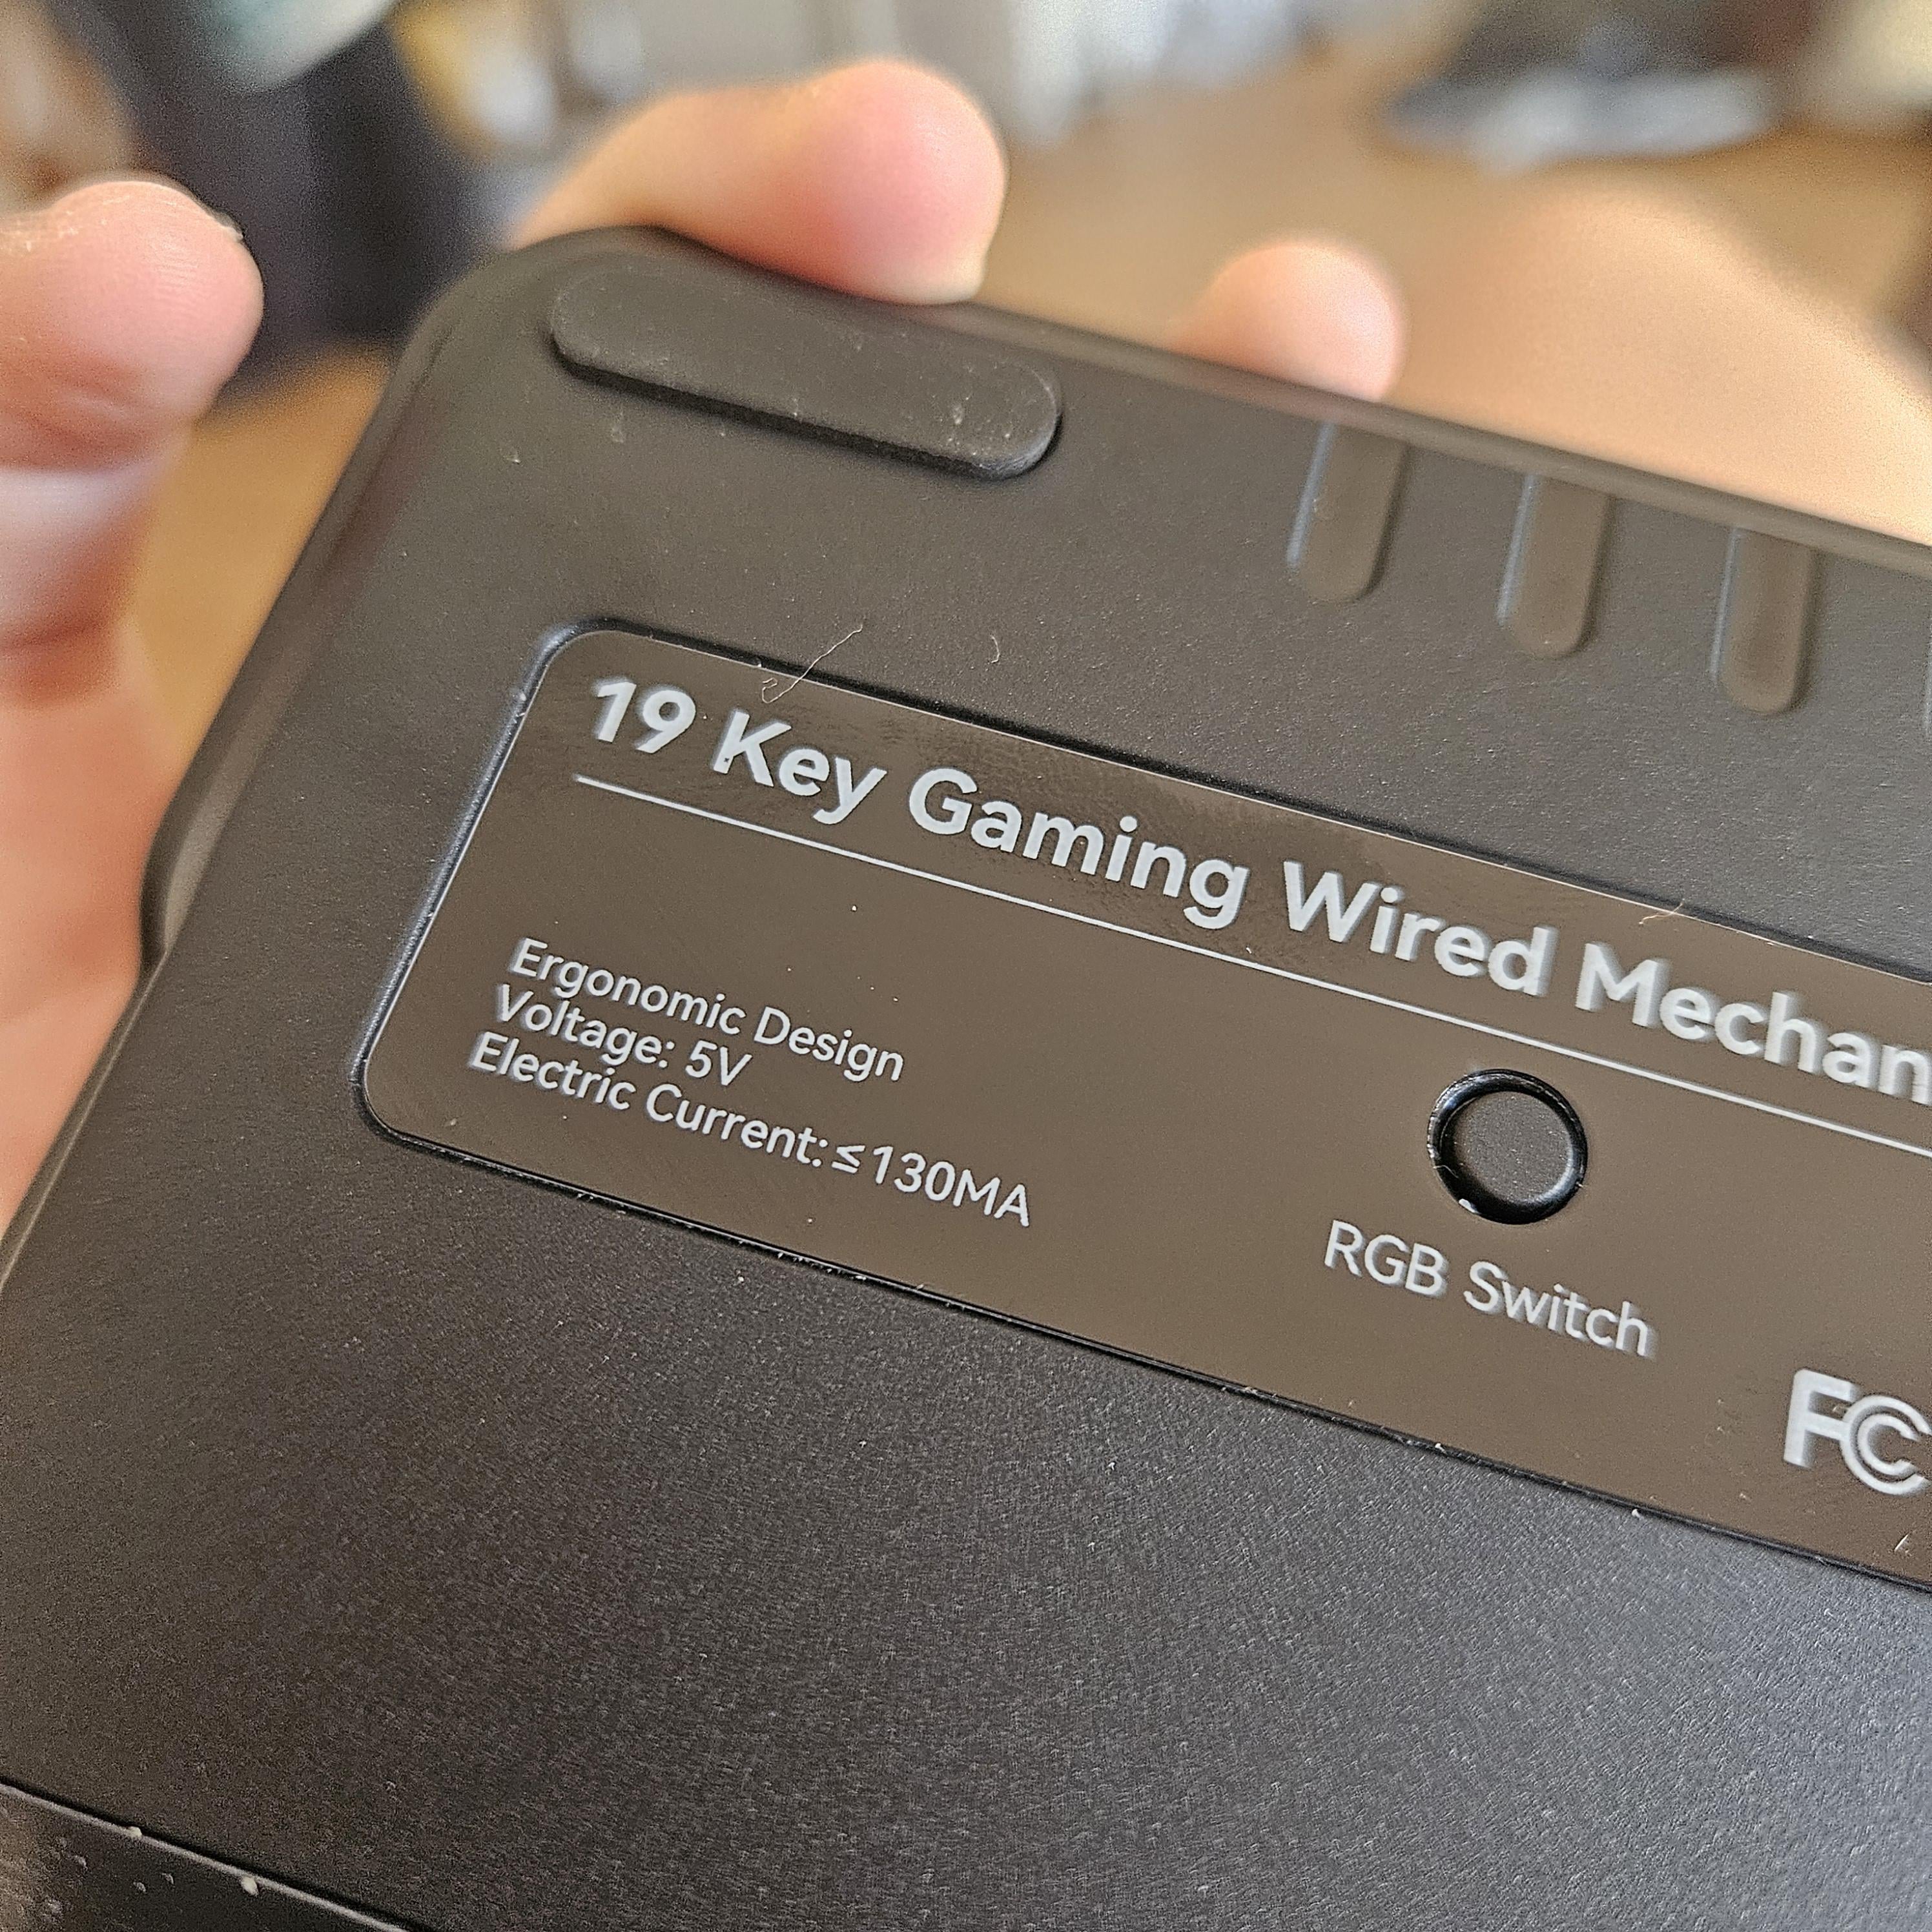 19 Key Gaming Wired Mechan
Ergonomic Design
Voltage: 5V
Electric Current: ≤130MA
RGB Switch
FC